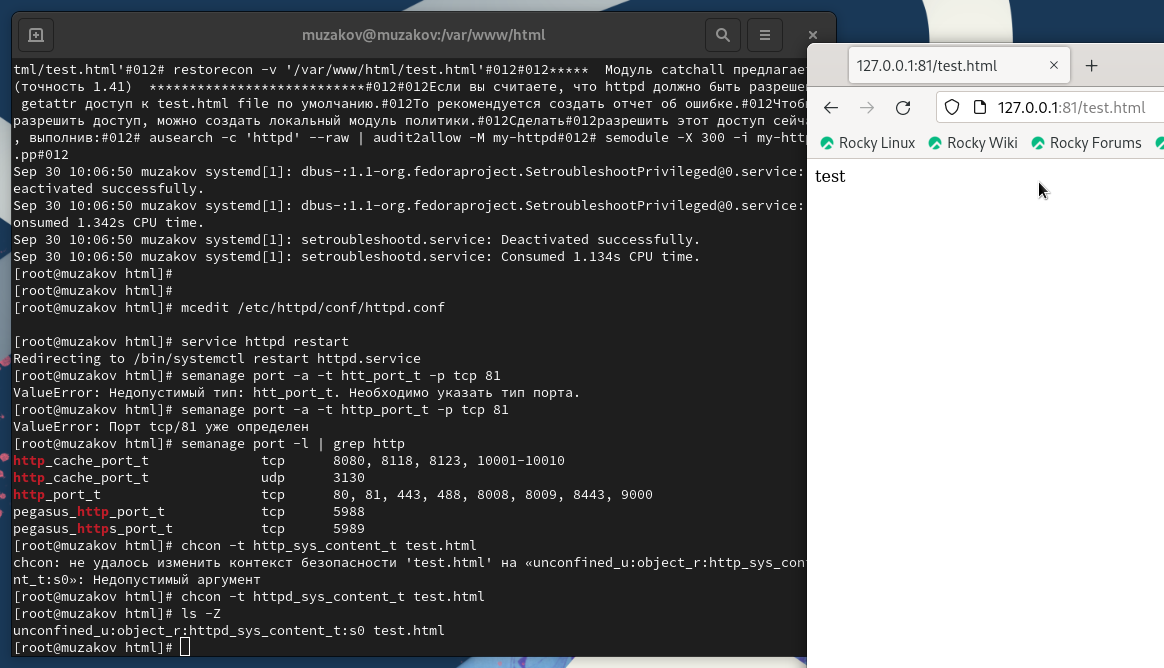 muzakov@muzakov:/var/www/html
tml/test.html'#012# restorecon -v '/var/www/html/test.html'#012#012***** Модуль catchall предлагает
(точность 1.41) **************************#012#012Если вы считаете, что httpd должно быть разреше
getattr доступ к test.html file по умолчанию.#012То рекомендуется создать отчет об ошибке.#012Чтоб
разрешить доступ, можно создать локальный модуль политики.#012Сделать#012разрешить этот доступ сейч
, выполнив:#012# ausearch -c 'httpd' --raw | audit2allow -M my-httpd#012# semodule -X 300 -i my-http
.pp#012
Sep 30 10:06:50 muzakov systemd[1]: dbus-:1.1-org.fedoraproject.SetroubleshootPrivileged@0.service:
eactivated successfully.
Sep 30 10:06:50 muzakov systemd[1]: dbus-:1.1-org.fedoraproject.SetroubleshootPrivileged@0.service:
onsumed 1.342s CPU time.
Sep 30 10:06:50 muzakov systemd[1]: setroubleshootd.service: Deactivated successfully.
Sep 30 10:06:50 muzakov systemd[1]: setroubleshootd.service: Consumed 1.134s CPU time.
[root@muzakov html]#
[root@muzakov html]#
[root@muzakov html]# mcedit /etc/httpd/conf/httpd.conf
[root@muzakov html]# service httpd restart
Redirecting to /bin/systemctl restart httpd.service
[root@muzakov html]# semanage port -a -t htt_port_t -p tcp 81
ValueError: Недопустимый тип: htt_port_t. Необходимо указать тип порта.
[root@muzakov html]# semanage port -a -t http_port_t -p tcp 81
ValueError: Порт tcp/81 уже определен
[root@muzakov html]# semanage port -l | grep http
http_cache_port_t tcp 8080, 8118, 8123, 10001-10010
http_cache_port_t udp 3130
http_port_t tcp 80, 81, 443, 488, 8008, 8009, 8443, 9000
pegasus_http_port_t tcp 5988
pegasus_https_port_t tcp 5989
[root@muzakov html]# chcon -t http_sys_content_t test.html
chcon: не удалось изменить контекст безопасности 'test.html' на «unconfined_u:object_r:http_sys_con
nt_t:s0»: Недопустимый аргумент
[root@muzakov html]# chcon -t httpd_sys_content_t test.html
[root@muzakov html]# ls -Z
unconfined_u:object_r:httpd_sys_content_t:s0 test.html
[root@muzakov html]#
127.0.0.1:81/test.html
127.0.0.1:81/test.html
Rocky Linux Rocky Wiki Rocky Forums
test